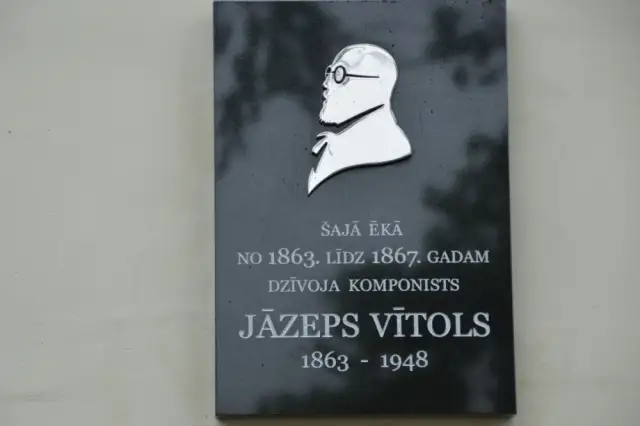 ŠAJĀ ĒKĀ
NO 1863. LĪDZ 1867. GADAM
DZĪVOJA KOMPONISTS
JĀZEPS VĪTOLS
1863 - 1948